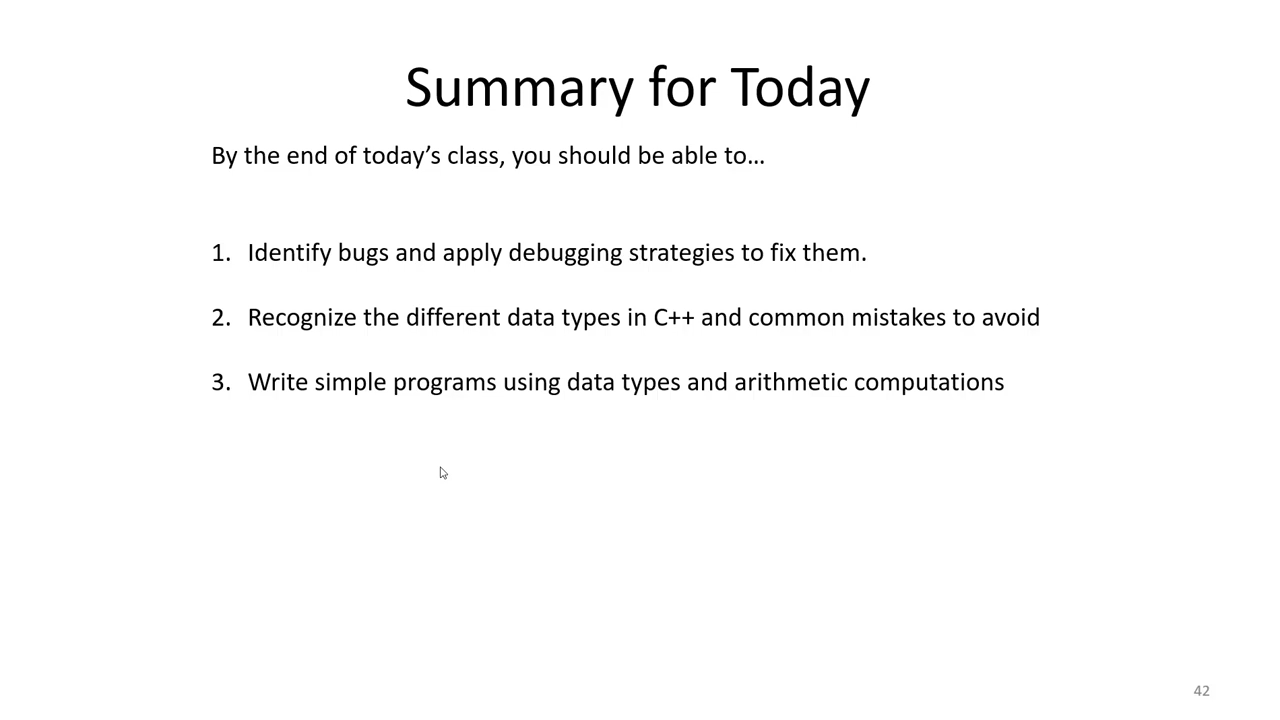 Summary for Today
By the end of today’s class, you should be able to…
1. Identify bugs and apply debugging strategies to fix them.
2. Recognize the different data types in C++ and common mistakes to avoid
3. Write simple programs using data types and arithmetic computations
42